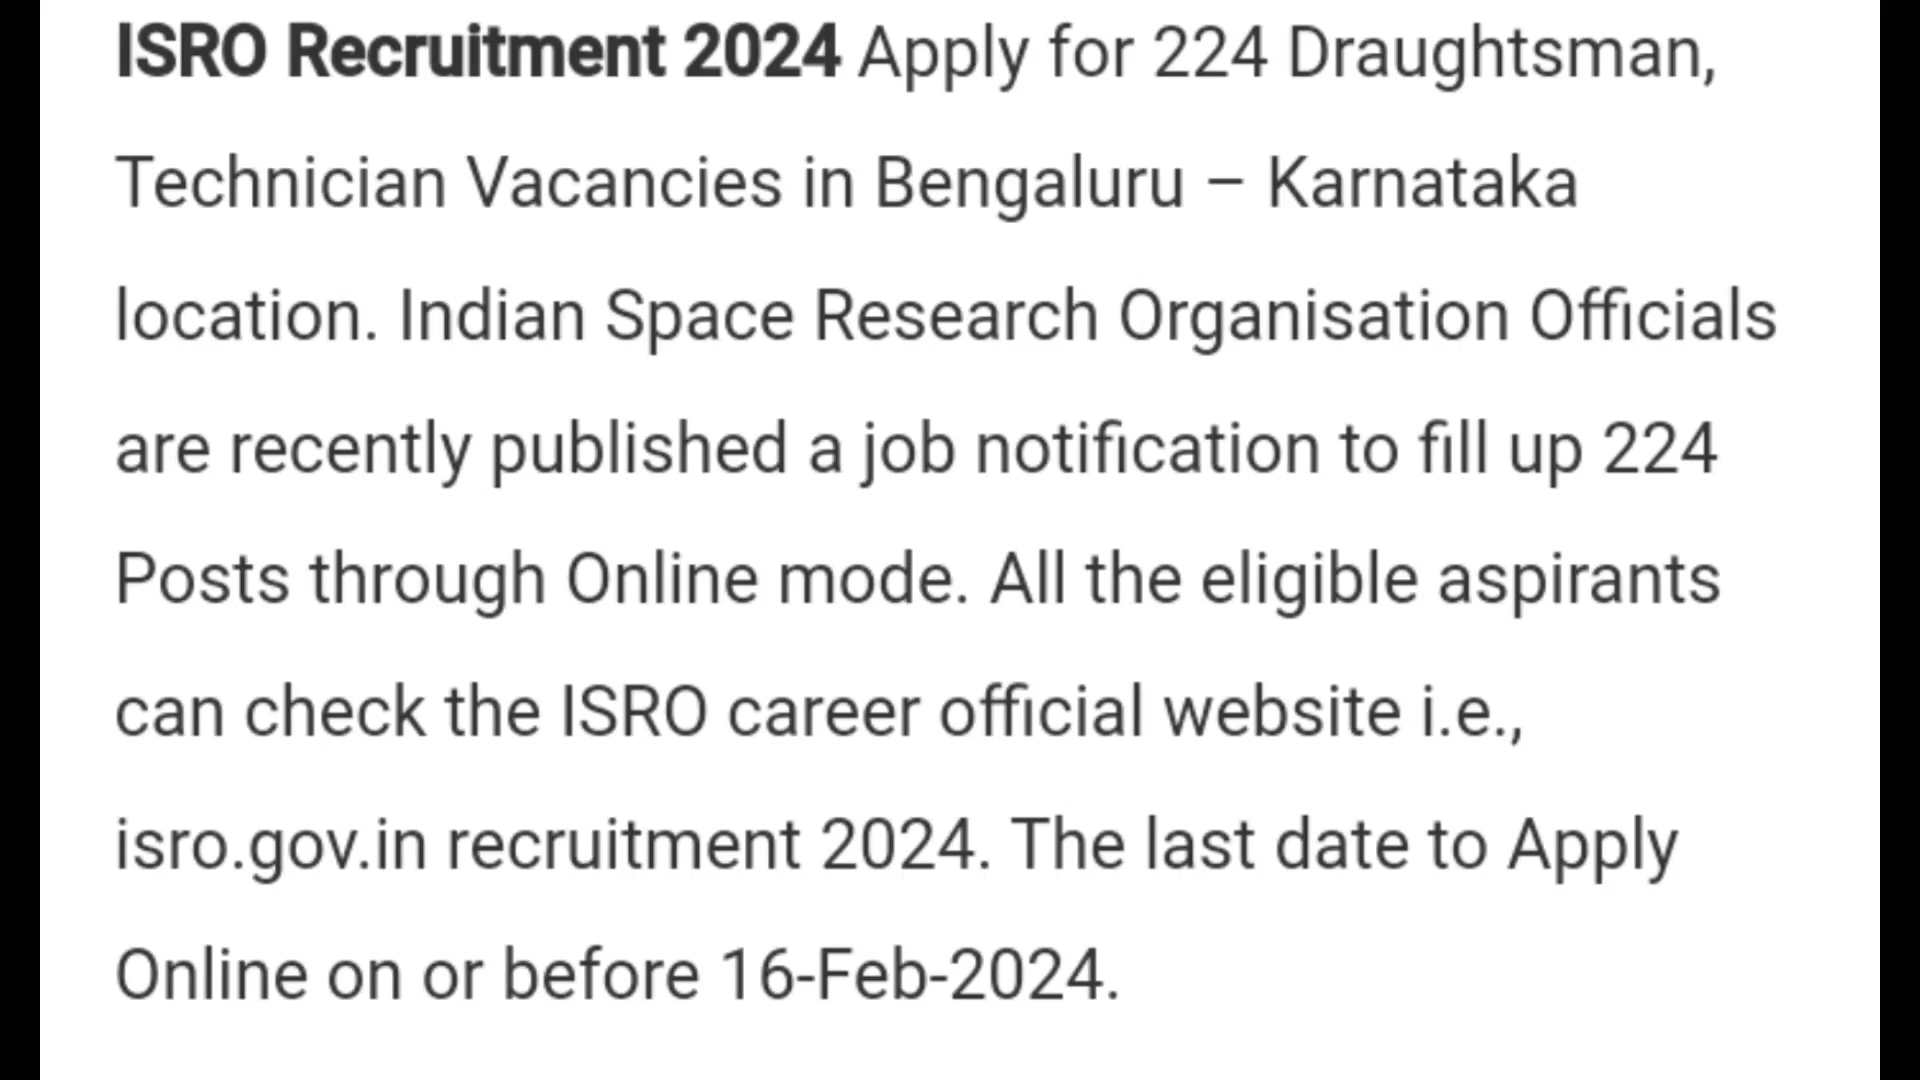 ISRO Recruitment 2024 Apply for 224 Draughtsman,
Technician Vacancies in Bengaluru – Karnataka
location. Indian Space Research Organisation Officials
are recently published a job notification to fill up 224
Posts through Online mode. All the eligible aspirants
can check the ISRO career official website i.e.,
isro.gov.in recruitment 2024. The last date to Apply
Online on or before 16-Feb-2024.